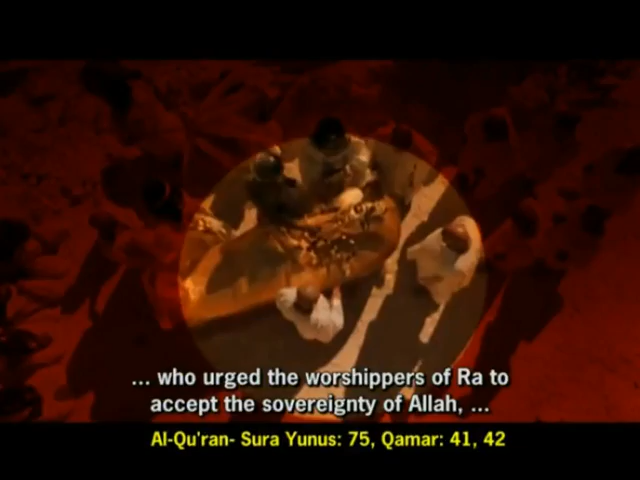 ... who urged the worshippers of Ra to
accept the sovereignty of Allah, ...
Al-Qu'ran- Sura Yunus: 75, Qamar: 41, 42